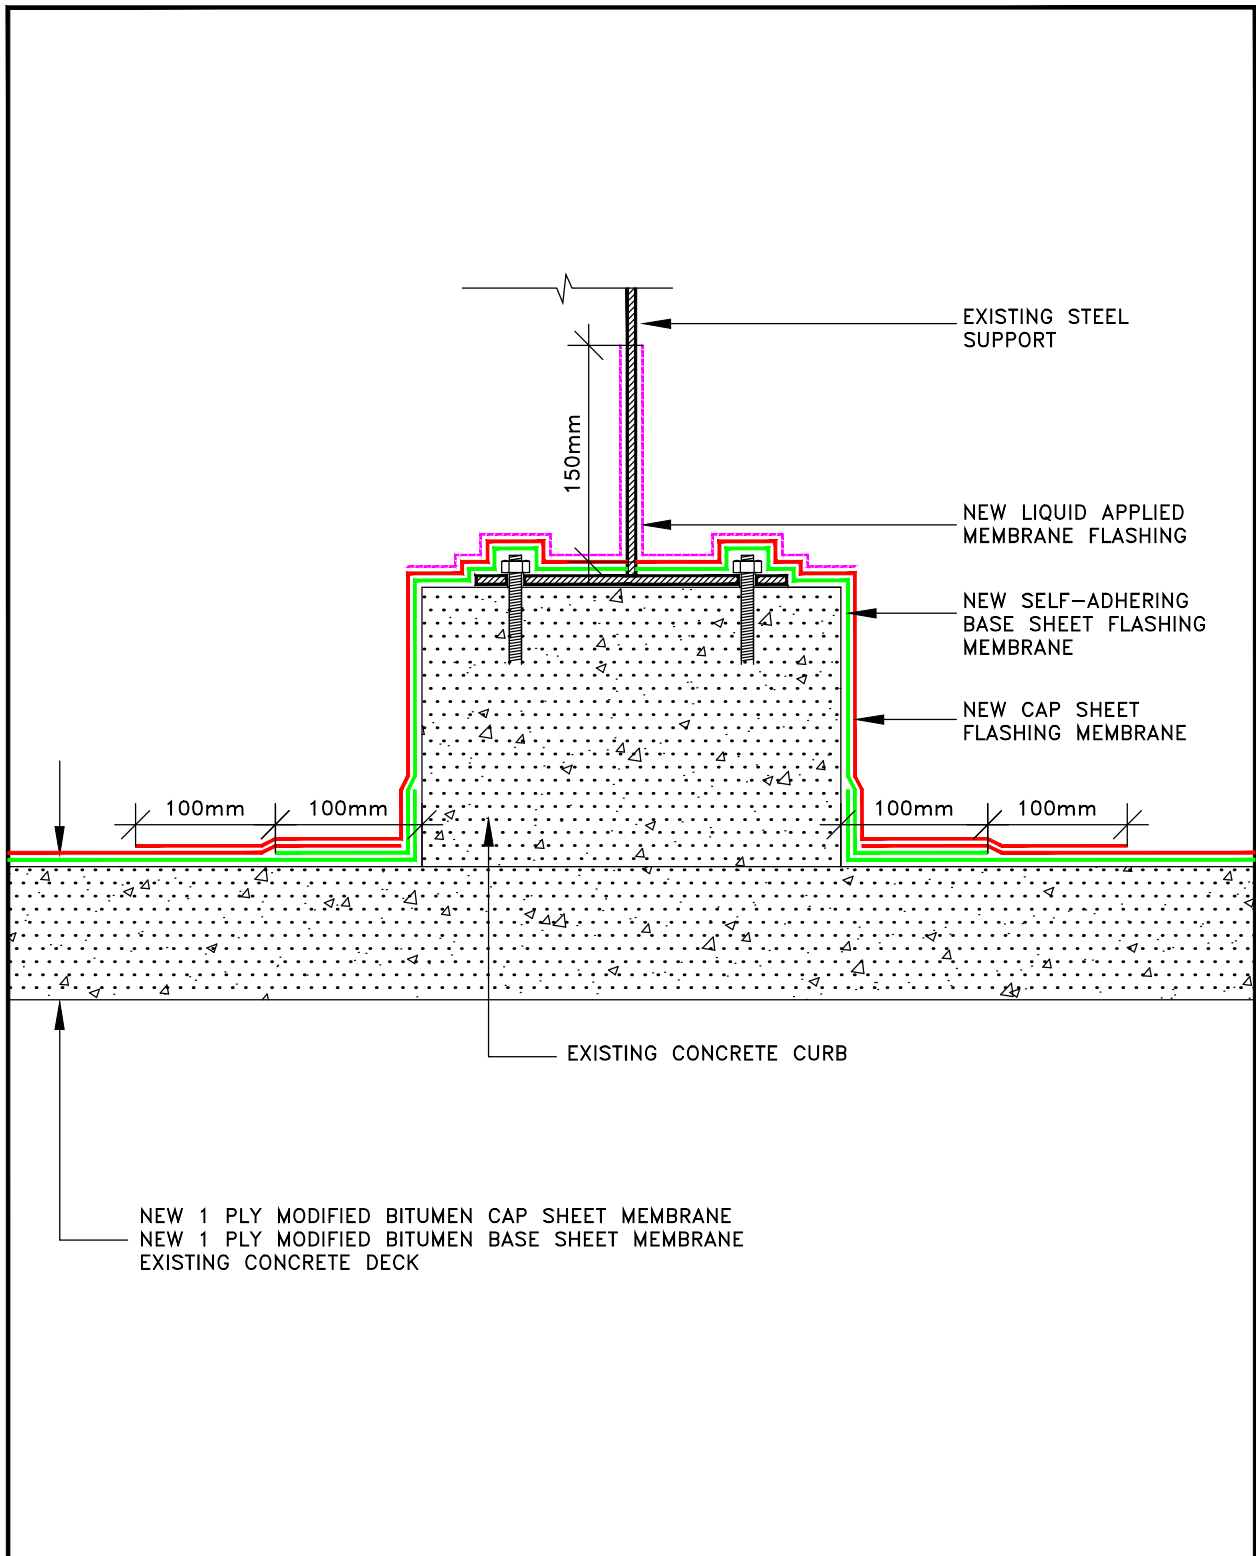 EXISTING STEEL
SUPPORT
150mm
NEW LIQUID APPLIED
MEMBRANE FLASHING
NEW SELF-ADHERING
BASE SHEET FLASHING
MEMBRANE
NEW CAP SHEET
FLASHING MEMBRANE
100mm
100mm
100mm
100mm
EXISTING CONCRETE CURB
NEW 1 PLY MODIFIED BITUMEN CAP SHEET MEMBRANE
NEW 1 PLY MODIFIED BITUMEN BASE SHEET MEMBRANE
EXISTING CONCRETE DECK